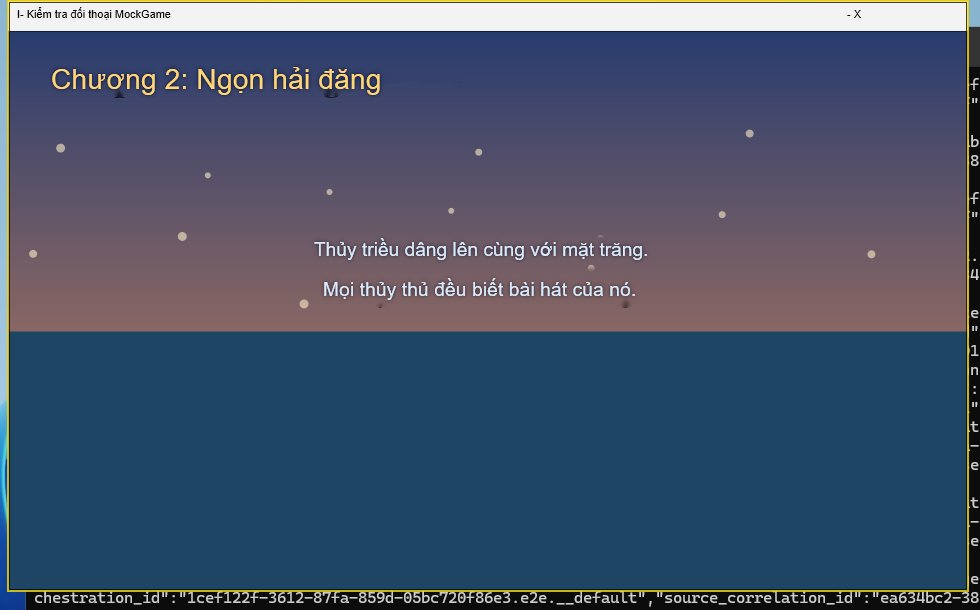 I- Kiểm tra đối thoại MockGame
- X
Chương 2: Ngọn hải đăng
Thủy triều dâng lên cùng với mặt trăng.
Mọi thủy thủ đều biết bài hát của nó.
chestration_id":"1cef122f-3612-87fa-859d-05bc720f86e3.e2e.__default","source_correlation_id":"ea634bc2-38